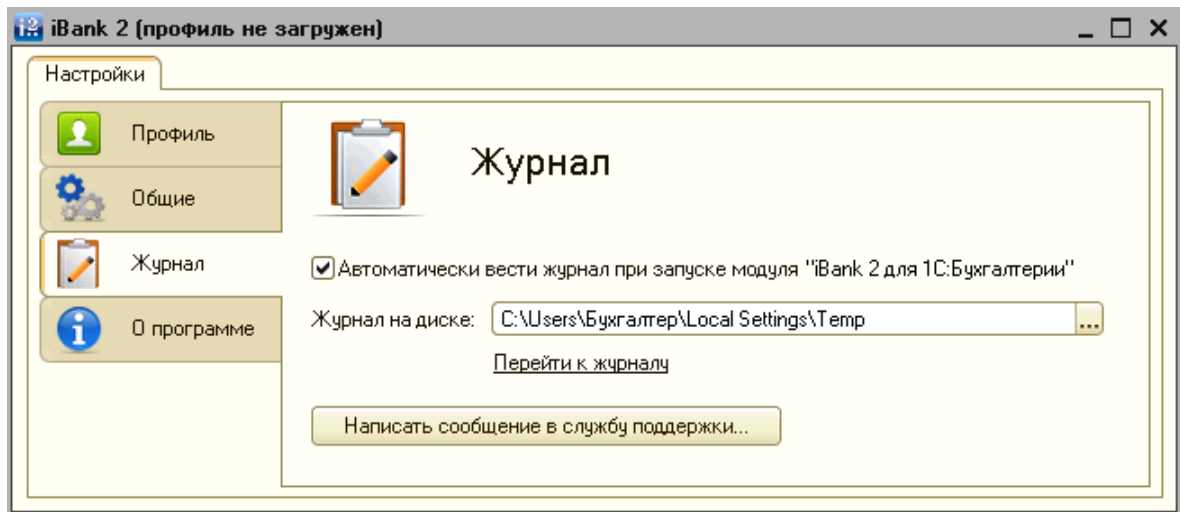 iBank 2 (профиль не загружен)
Настройки
Профиль
Общие
Журнал
О программе
Журнал
Автоматически вести журнал при запуске модуля "iBank 2 для 1С:Бухгалтерии"
Журнал на диске: C:\Users\Бухгалтер\Local Settings\Temp ...
Перейти к журналу
Написать сообщение в службу поддержки...